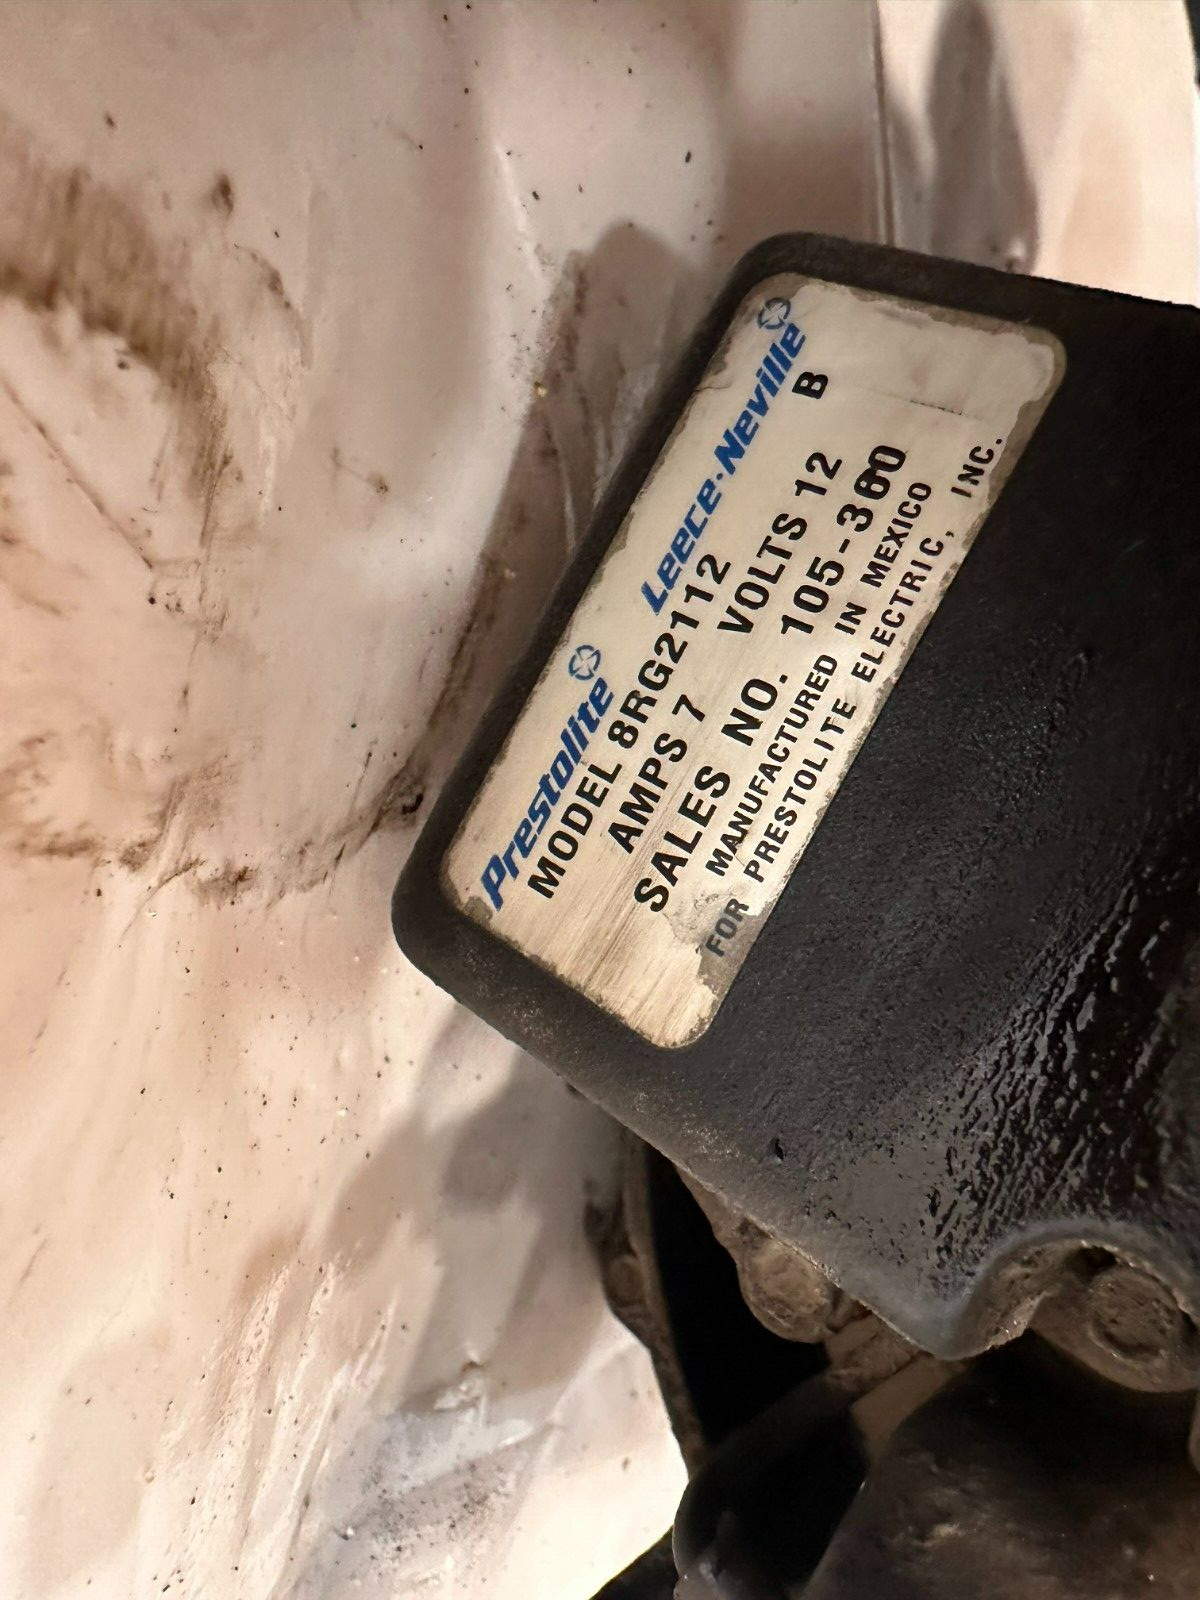 Prestolite Leece-Neville
MODEL 8RG2112 B
AMPS 7 VOLTS 12
SALES NO. 105-360
MANUFACTURED IN MEXICO
FOR PRESTOLITE ELECTRIC, INC.